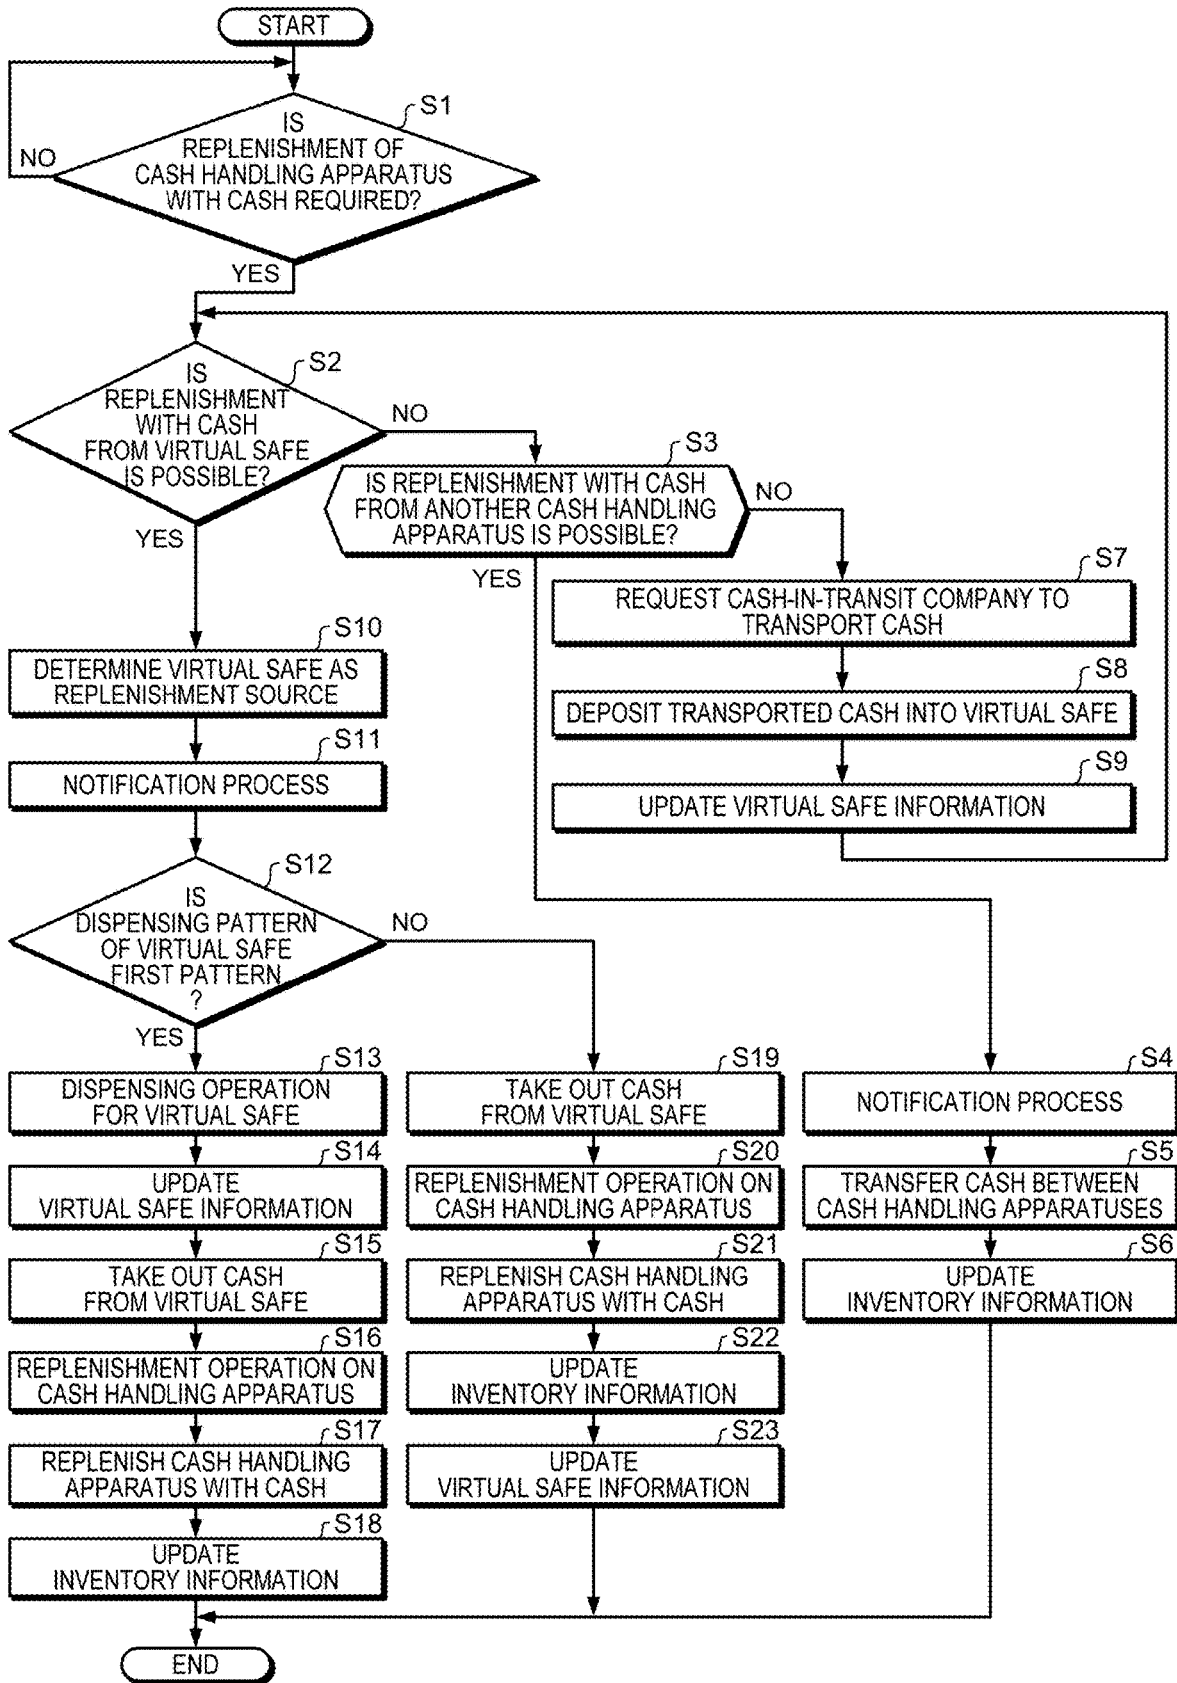 START
S1
IS
REPLENISHMENT OF
CASH HANDLING APPARATUS
WITH CASH REQUIRED?
NO
YES
S2
IS
REPLENISHMENT
WITH CASH
FROM VIRTUAL SAFE
IS POSSIBLE?
NO
YES
S3
IS REPLENISHMENT WITH CASH
FROM ANOTHER CASH HANDLING
APPARATUS IS POSSIBLE?
NO
YES
S7
REQUEST CASH-IN-TRANSIT COMPANY TO
TRANSPORT CASH
S8
DEPOSIT TRANSPORTED CASH INTO VIRTUAL SAFE
S9
UPDATE VIRTUAL SAFE INFORMATION
S10
DETERMINE VIRTUAL SAFE AS
REPLENISHMENT SOURCE
S11
NOTIFICATION PROCESS
S12
IS
DISPENSING PATTERN
OF VIRTUAL SAFE
FIRST PATTERN
?
NO
YES
S13
DISPENSING OPERATION
FOR VIRTUAL SAFE
S14
UPDATE
VIRTUAL SAFE INFORMATION
S15
TAKE OUT CASH
FROM VIRTUAL SAFE
S16
REPLENISHMENT OPERATION ON
CASH HANDLING APPARATUS
S17
REPLENISH CASH HANDLING
APPARATUS WITH CASH
S18
UPDATE
INVENTORY INFORMATION
S19
TAKE OUT CASH
FROM VIRTUAL SAFE
S20
REPLENISHMENT OPERATION ON
CASH HANDLING APPARATUS
S21
REPLENISH CASH HANDLING
APPARATUS WITH CASH
S22
UPDATE
INVENTORY INFORMATION
S23
UPDATE
VIRTUAL SAFE INFORMATION
S4
NOTIFICATION PROCESS
S5
TRANSFER CASH BETWEEN
CASH HANDLING APPARATUSES
S6
UPDATE
INVENTORY INFORMATION
END